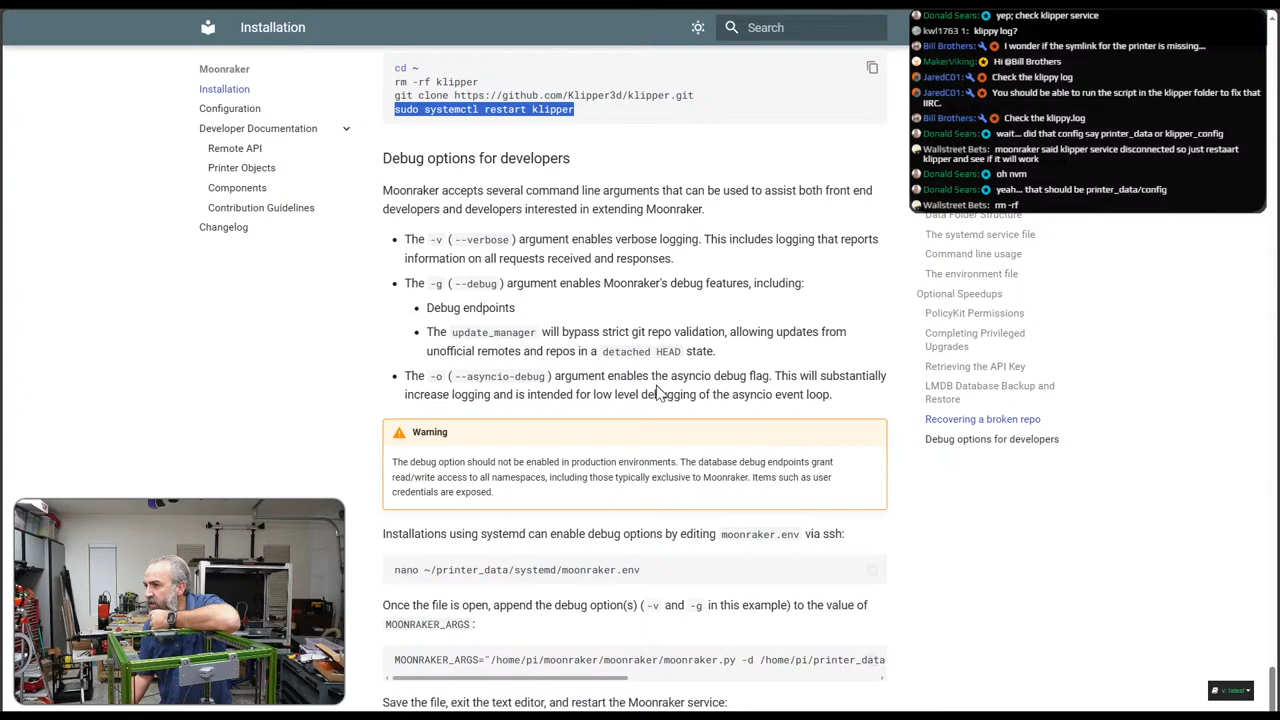 Installation
Search
Moonraker
Installation
Configuration
Developer Documentation
Remote API
Printer Objects
Components
Contribution Guidelines
Changelog
cd ~
rm -rf klipper
git clone https://github.com/Klipper3d/klipper.git
sudo systemctl restart klipper
Debug options for developers
Moonraker accepts several command line arguments that can be used to assist both front end
developers and developers interested in extending Moonraker.
The -v ( --verbose ) argument enables verbose logging. This includes logging that reports
information on all requests received and responses.
The -g ( --debug ) argument enables Moonraker's debug features, including:
Debug endpoints
The update_manager will bypass strict git repo validation, allowing updates from
unofficial remotes and repos in a detached HEAD state.
The -o ( --asyncio-debug ) argument enables the asyncio debug flag. This will substantially
increase logging and is intended for low level debugging of the asyncio event loop.
Warning
The debug option should not be enabled in production environments. The database debug endpoints grant
read/write access to all namespaces, including those typically exclusive to Moonraker. Items such as user
credentials are exposed.
Installations using systemd can enable debug options by editing moonraker.env via ssh:
nano ~/printer_data/systemd/moonraker.env
Once the file is open, append the debug option(s) ( -v and -g in this example) to the value of
MOONRAKER_ARGS :
MOONRAKER_ARGS="/home/pi/moonraker/moonraker/moonraker.py -d /home/pi/printer_data
Save the file, exit the text editor, and restart the Moonraker service:
Donald Sears: yep; check klipper service
kwl1763 1: klippy log?
Bill Brothers: I wonder if the symlink for the printer is missing...
MakerViking: Hi @Bill Brothers
JaredC01: Check the klippy log
JaredC01: You should be able to run the script in the klipper folder to fix that
IIRC.
Bill Brothers: Check the klippy.log
Donald Sears: wait... did that config say printer_data or klipper_config
Wallstreet Bets: moonraker said klipper service disconnected so just restaart
klipper and see if it will work
Donald Sears: oh nvm
Donald Sears: yeah... that should be printer_data/config
Wallstreet Bets: rm -rf
Data Folder Structure
The systemd service file
Command line usage
The environment file
Optional Speedups
PolicyKit Permissions
Completing Privileged
Upgrades
Retrieving the API Key
LMDB Database Backup and
Restore
Recovering a broken repo
Debug options for developers
v: latest